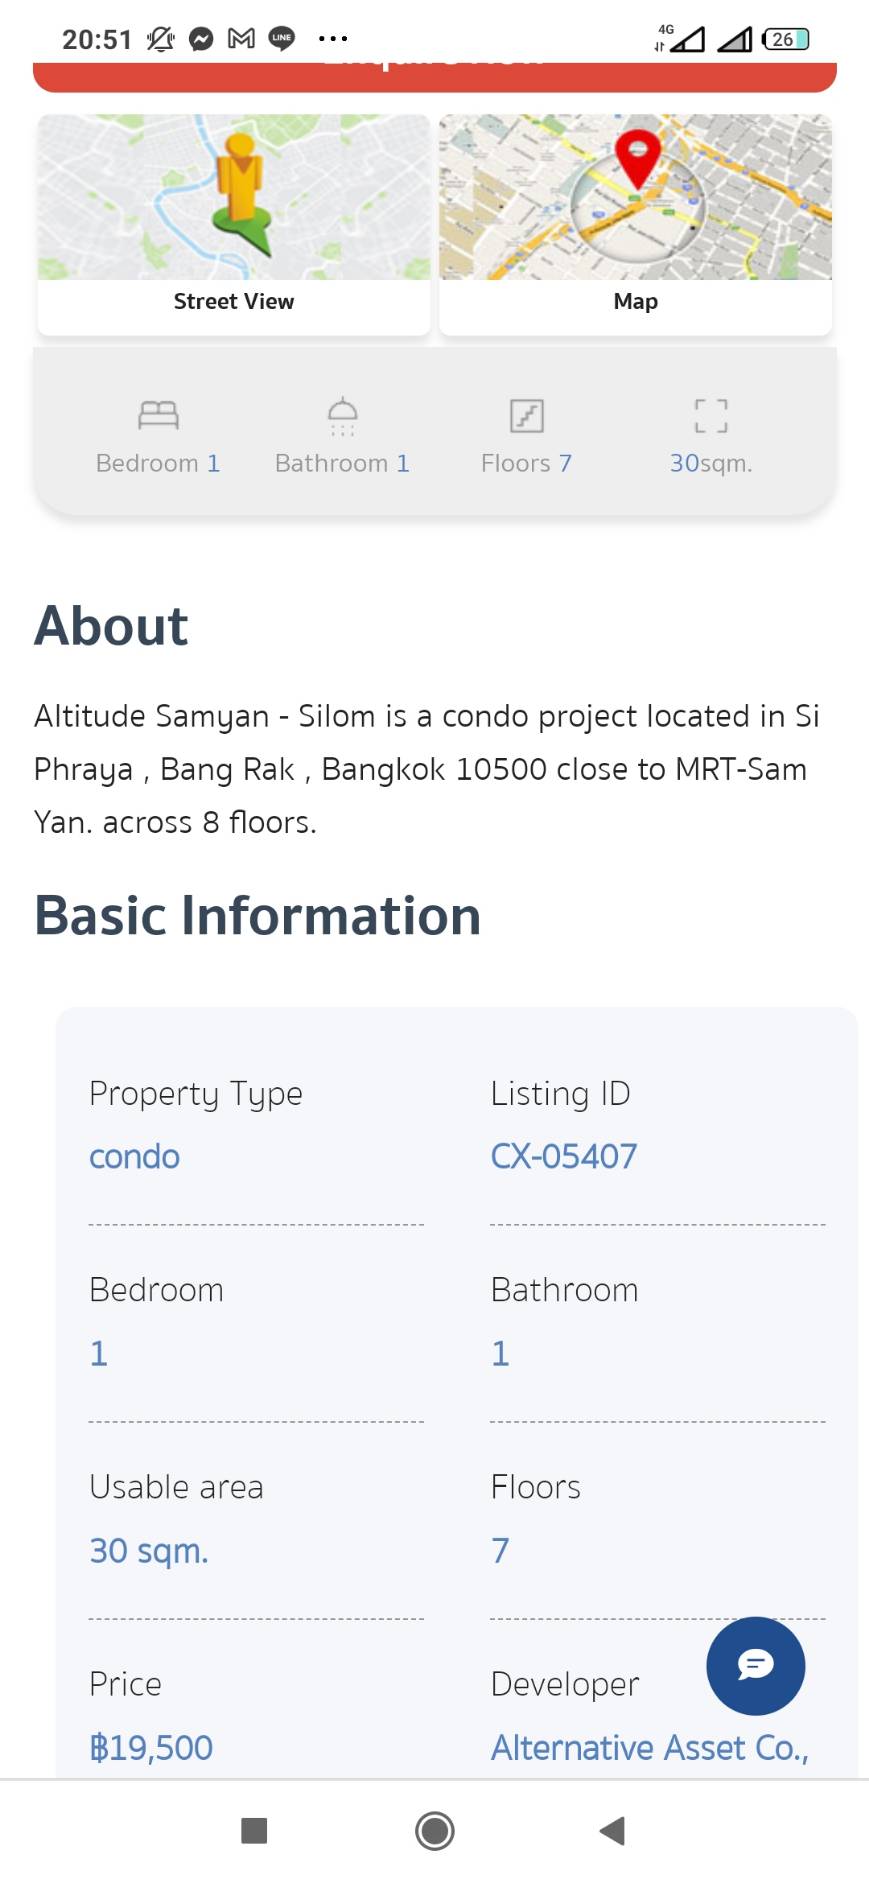 20:51 LINE ... 4G 26
Street View
Map
Bedroom 1
Bathroom 1
Floors 7
30sqm.
About
Altitude Samyan - Silom is a condo project located in Si
Phraya , Bang Rak , Bangkok 10500 close to MRT-Sam
Yan. across 8 floors.
Basic Information
Property Type
condo
Listing ID
CX-05407
Bedroom
1
Bathroom
1
Usable area
30 sqm.
Floors
7
Price
฿19,500
Developer
Alternative Asset Co.,